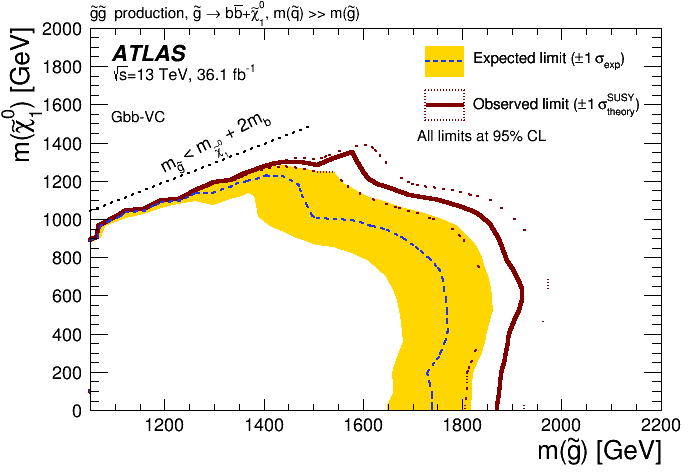 g̃g̃ production, g̃ → bb̄+χ̃⁰₁, m(q̃) >> m(g̃)
m(χ̃⁰₁) [GeV]
2000
1800
1600
1400
1200
1000
800
600
400
200
0
ATLAS
√s=13 TeV, 36.1 fb⁻¹
Gbb-VC
m_g̃ < m_χ̃⁰₁ + 2m_b
Expected limit (±1 σ_exp)
Observed limit (±1 σ^SUSY_theory)
All limits at 95% CL
1200 1400 1600 1800 2000 2200
m(g̃) [GeV]